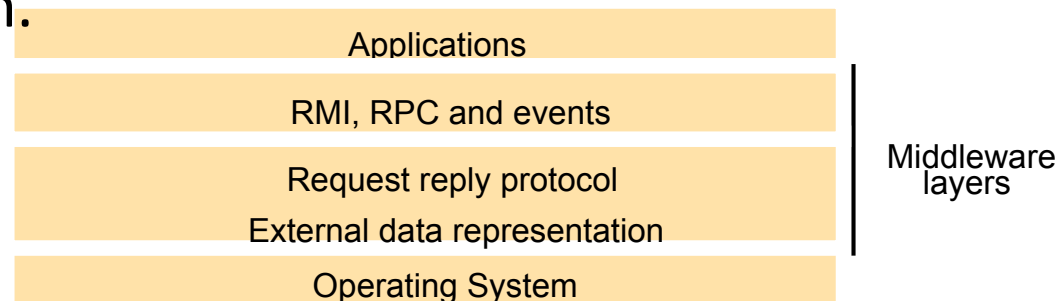 n.
Applications
RMI, RPC and events
Request reply protocol
External data representation
Operating System
Middleware
layers